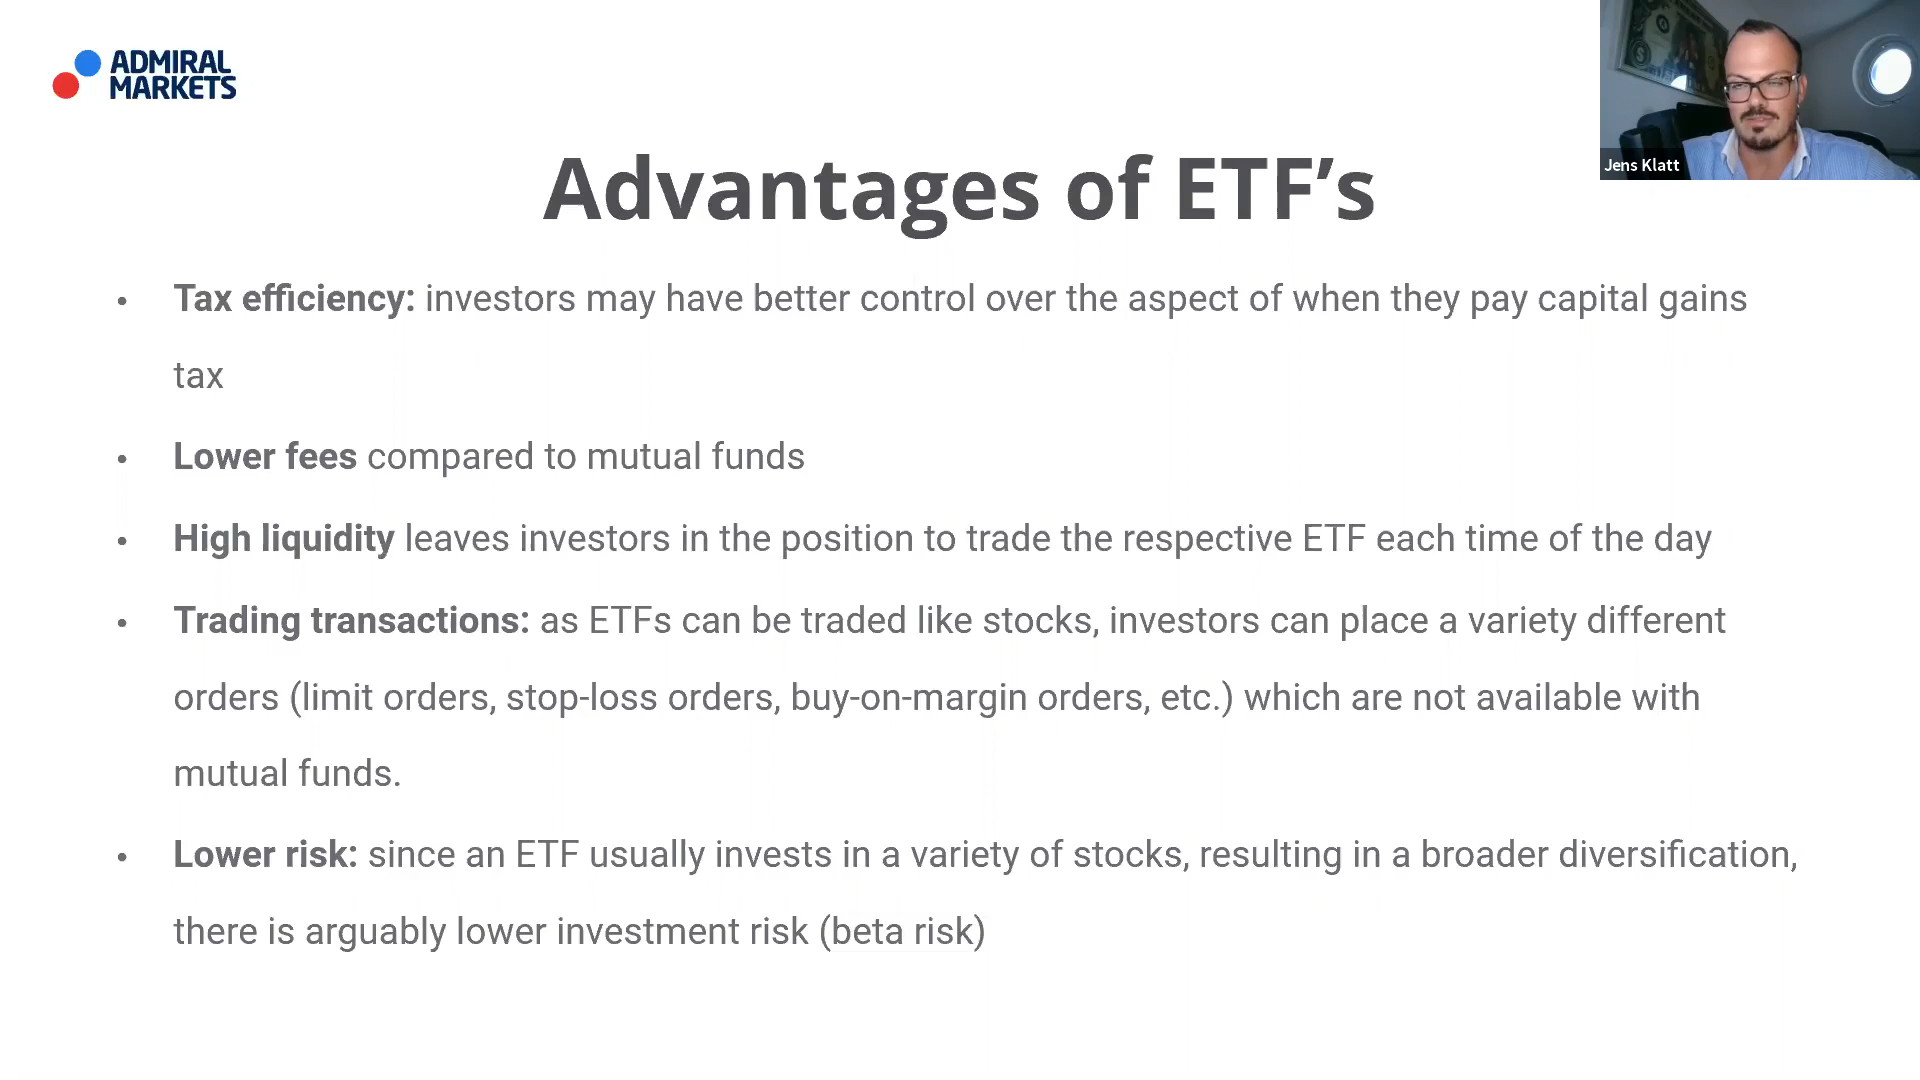 ADMIRAL
MARKETS
Jens Klatt
Advantages of ETF’s
• Tax efficiency: investors may have better control over the aspect of when they pay capital gains
tax
• Lower fees compared to mutual funds
• High liquidity leaves investors in the position to trade the respective ETF each time of the day
• Trading transactions: as ETFs can be traded like stocks, investors can place a variety different
orders (limit orders, stop-loss orders, buy-on-margin orders, etc.) which are not available with
mutual funds.
• Lower risk: since an ETF usually invests in a variety of stocks, resulting in a broader diversification,
there is arguably lower investment risk (beta risk)